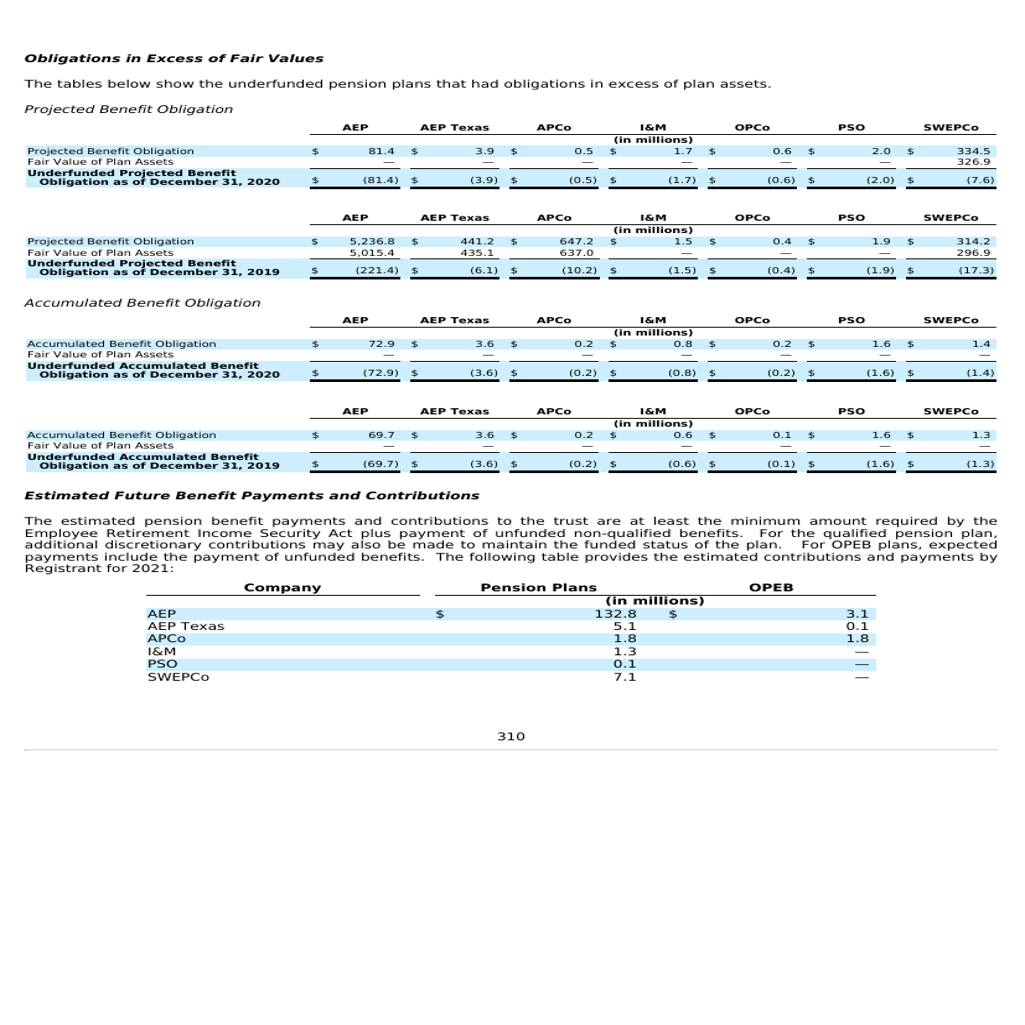 Obligations in Excess of Fair Values
The tables below show the underfunded pension plans that had obligations in excess of plan assets.
Projected Benefit Obligation
AEP AEP Texas APCo I&M OPCo PSO SWEPCo
(in millions)
Projected Benefit Obligation $ 81.4 $ 3.9 $ 0.5 $ 1.7 $ 0.6 $ 2.0 $ 334.5
Fair Value of Plan Assets — — — — — — 326.9
Underfunded Projected Benefit
Obligation as of December 31, 2020 $ (81.4) $ (3.9) $ (0.5) $ (1.7) $ (0.6) $ (2.0) $ (7.6)
AEP AEP Texas APCo I&M OPCo PSO SWEPCo
(in millions)
Projected Benefit Obligation $ 5,236.8 $ 441.2 $ 647.2 $ 1.5 $ 0.4 $ 1.9 $ 314.2
Fair Value of Plan Assets 5,015.4 435.1 637.0 — — — 296.9
Underfunded Projected Benefit
Obligation as of December 31, 2019 $ (221.4) $ (6.1) $ (10.2) $ (1.5) $ (0.4) $ (1.9) $ (17.3)
Accumulated Benefit Obligation
AEP AEP Texas APCo I&M OPCo PSO SWEPCo
(in millions)
Accumulated Benefit Obligation $ 72.9 $ 3.6 $ 0.2 $ 0.8 $ 0.2 $ 1.6 $ 1.4
Fair Value of Plan Assets — — — — — — —
Underfunded Accumulated Benefit
Obligation as of December 31, 2020 $ (72.9) $ (3.6) $ (0.2) $ (0.8) $ (0.2) $ (1.6) $ (1.4)
AEP AEP Texas APCo I&M OPCo PSO SWEPCo
(in millions)
Accumulated Benefit Obligation $ 69.7 $ 3.6 $ 0.2 $ 0.6 $ 0.1 $ 1.6 $ 1.3
Fair Value of Plan Assets — — — — — — —
Underfunded Accumulated Benefit
Obligation as of December 31, 2019 $ (69.7) $ (3.6) $ (0.2) $ (0.6) $ (0.1) $ (1.6) $ (1.3)
Estimated Future Benefit Payments and Contributions
The estimated pension benefit payments and contributions to the trust are at least the minimum amount required by the
Employee Retirement Income Security Act plus payment of unfunded non-qualified benefits. For the qualified pension plan,
additional discretionary contributions may also be made to maintain the funded status of the plan. For OPEB plans, expected
payments include the payment of unfunded benefits. The following table provides the estimated contributions and payments by
Registrant for 2021:
Company Pension Plans OPEB
(in millions)
AEP $ 132.8 $ 3.1
AEP Texas 5.1 0.1
APCo 1.8 1.8
I&M 1.3 —
PSO 0.1 —
SWEPCo 7.1 —
310